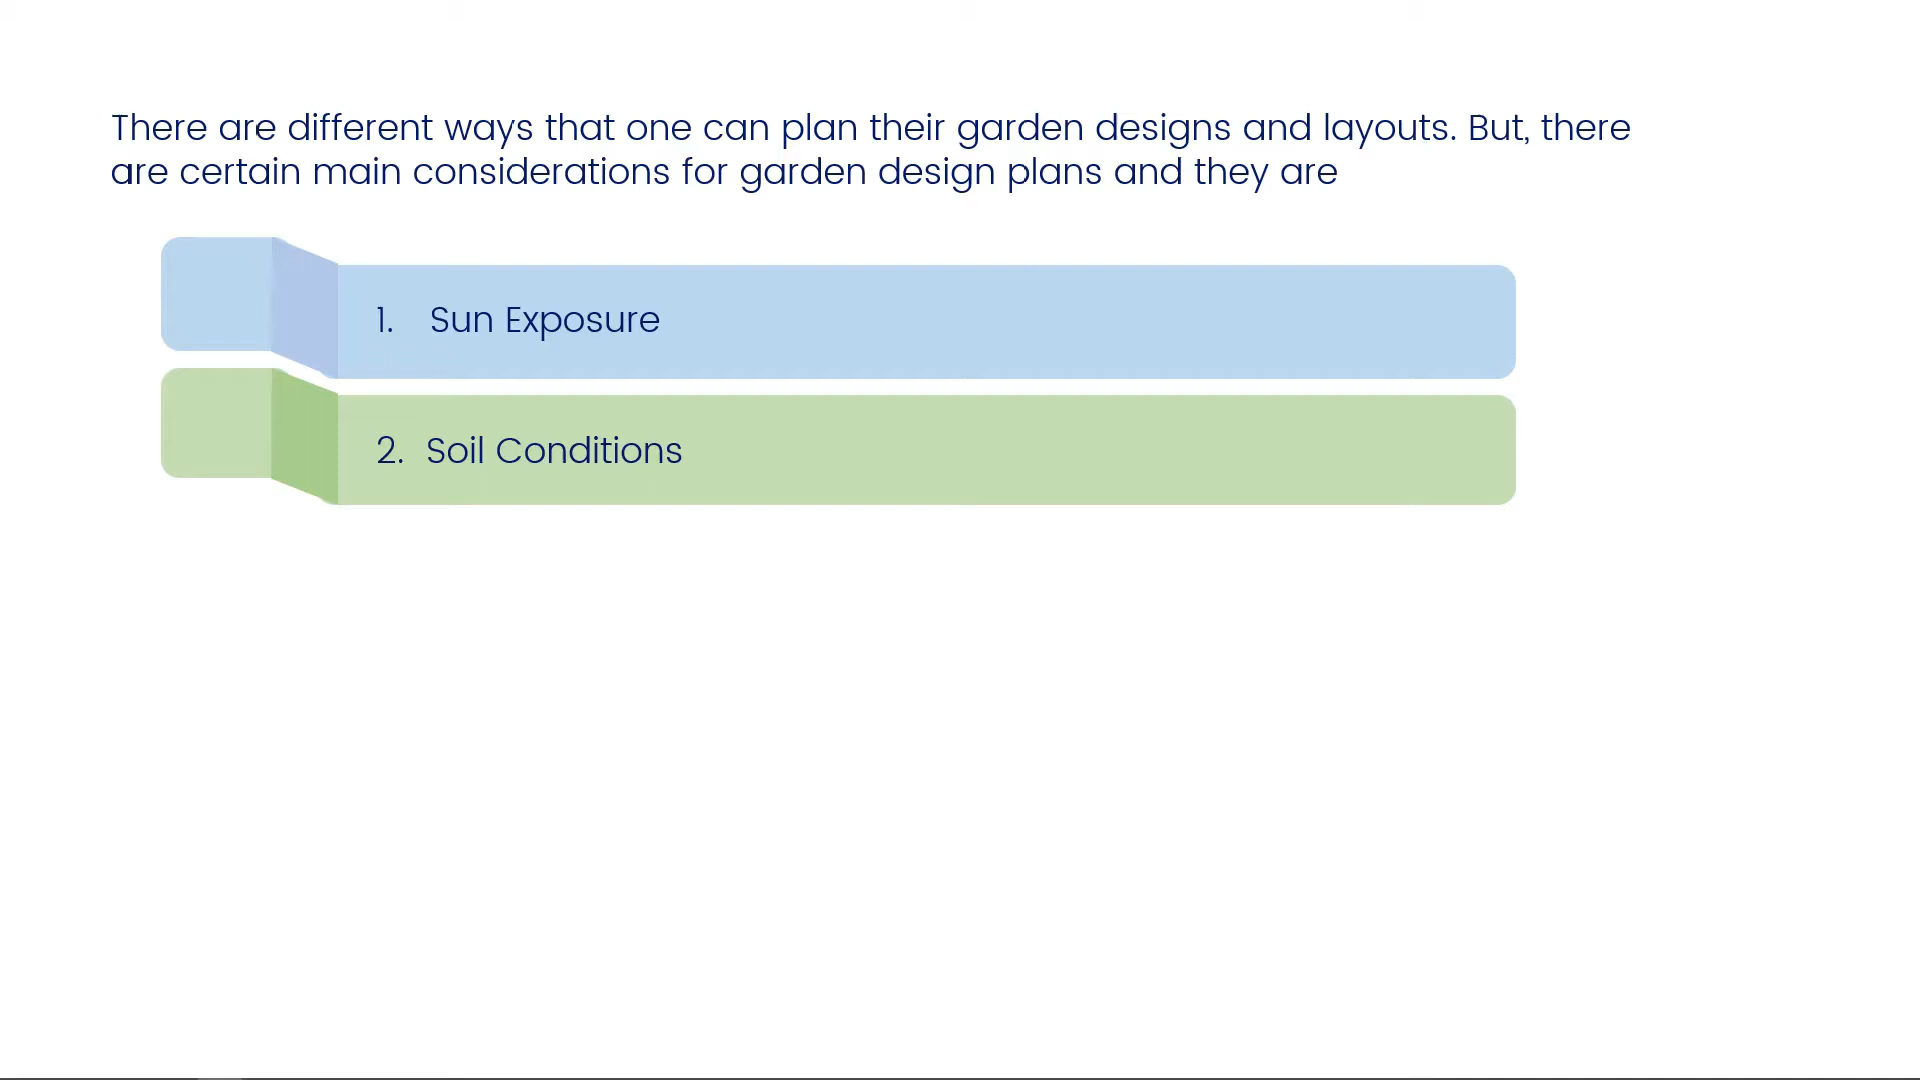 There are different ways that one can plan their garden designs and layouts. But, there
are certain main considerations for garden design plans and they are
1. Sun Exposure
2. Soil Conditions